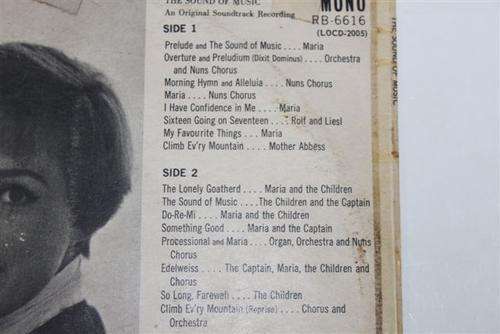 THE SOUND OF MUSIC
An Original Soundtrack Recording
MONO
RB-6616
(LOCD-2005)
SIDE 1
Prelude and The Sound of Music . . . . Maria
Overture and Preludium (Dixit Dominus) . . . . Orchestra
and Nuns Chorus
Morning Hymn and Alleluia . . . . Nuns Chorus
Maria . . . . Nuns Chorus
I Have Confidence in Me . . . . Maria
Sixteen Going on Seventeen . . . . Rolf and Liesl
My Favourite Things . . . Maria
Climb Ev'ry Mountain . . . . Mother Abbess
SIDE 2
The Lonely Goatherd . . . . Maria and the Children
The Sound of Music . . . . The Children and the Captain
Do-Re-Mi . . . . Maria and the Children
Something Good . . . . Maria and the Captain
Processional and Maria . . . . Organ, Orchestra and Nuns
Chorus
Edelweiss . . . . The Captain, Maria, the Children and
Chorus
So Long, Farewell . . . . The Children
Climb Ev'ry Mountain (Reprise) . . . . Chorus and
Orchestra
THE SOUND OF MUSIC